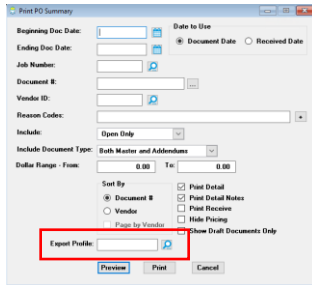 Print PO Summary
Beginning Doc Date:
Date to Use
Document Date Received Date
Ending Doc Date:
Job Number:
Document #:
...
Vendor ID:
Reason Codes:
Include: Open Only
Include Document Type: Both Master and Addendums
Dollar Range - From: 0.00 To: 0.00
Sort By
Print Detail
Document #
Print Detail Notes
Vendor
Print Receive
Page by Vendor
Hide Pricing
Show Draft Documents Only
Export Profile:
Preview Print Cancel